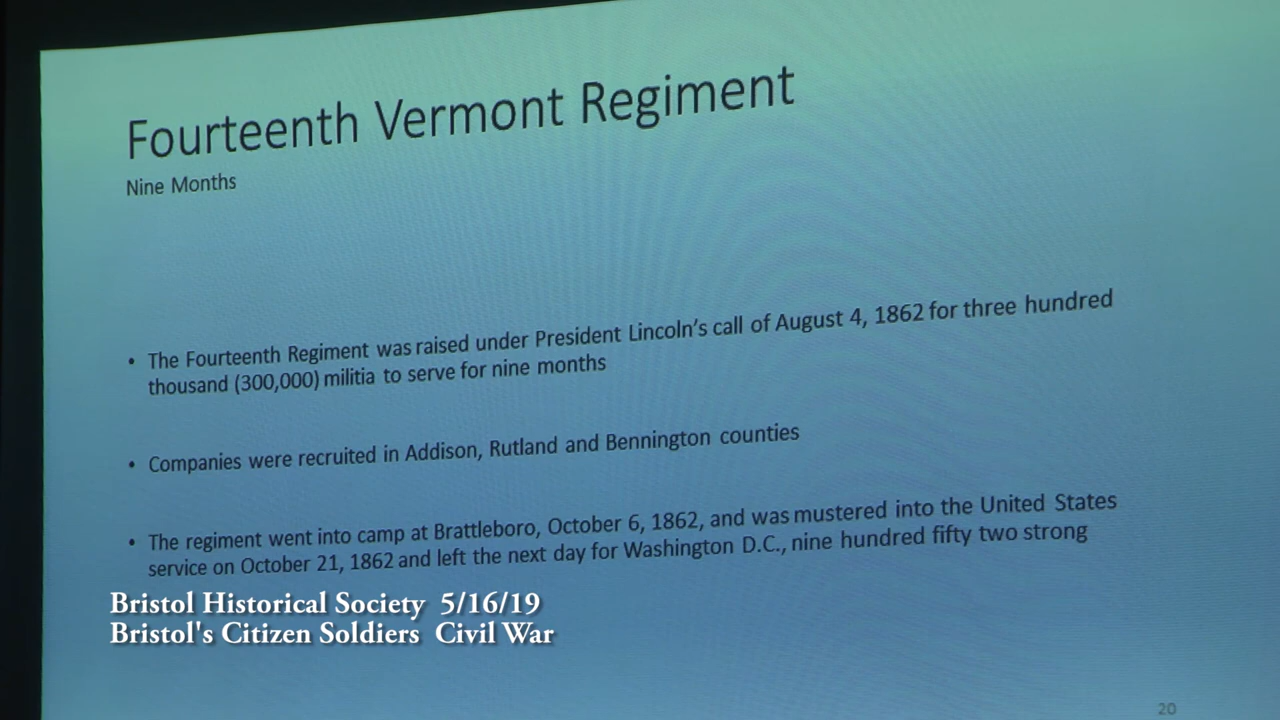 Fourteenth Vermont Regiment
Nine Months
• The Fourteenth Regiment was raised under President Lincoln's call of August 4, 1862 for three hundred
thousand (300,000) militia to serve for nine months
• Companies were recruited in Addison, Rutland and Bennington counties
• The regiment went into camp at Brattleboro, October 6, 1862, and was mustered into the United States
service on October 21, 1862 and left the next day for Washington D.C., nine hundred fifty two strong
Bristol Historical Society 5/16/19
Bristol's Citizen Soldiers Civil War
20